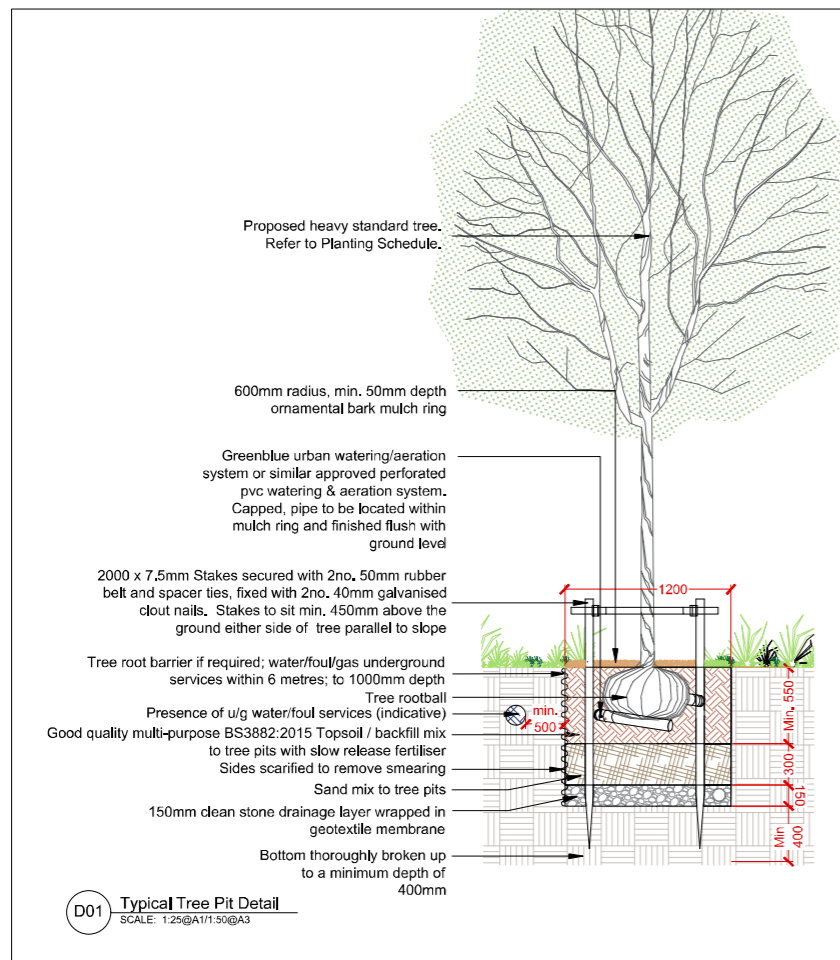 Proposed heavy standard tree.
Refer to Planting Schedule.
600mm radius, min. 50mm depth
ornamental bark mulch ring
Greenblue urban watering/aeration
system or similar approved perforated
pvc watering & aeration system.
Capped, pipe to be located within
mulch ring and finished flush with
ground level
2000 x 7.5mm Stakes secured with 2no. 50mm rubber
belt and spacer ties, fixed with 2no. 40mm galvanised
clout nails. Stakes to sit min. 450mm above the
ground either side of tree parallel to slope
1200
Tree root barrier if required; water/foul/gas underground
services within 6 metres; to 1000mm depth
Tree rootball
Presence of u/g water/foul services (indicative)
min.
500
Min. 550
Good quality multi-purpose BS3882:2015 Topsoil / backfill mix
to tree pits with slow release fertiliser
Sides scarified to remove smearing
300
Sand mix to tree pits
150
150mm clean stone drainage layer wrapped in
geotextile membrane
Min
400
Bottom thoroughly broken up
to a minimum depth of
400mm
D01
Typical Tree Pit Detail
SCALE: 1:25@A1/1:50@A3